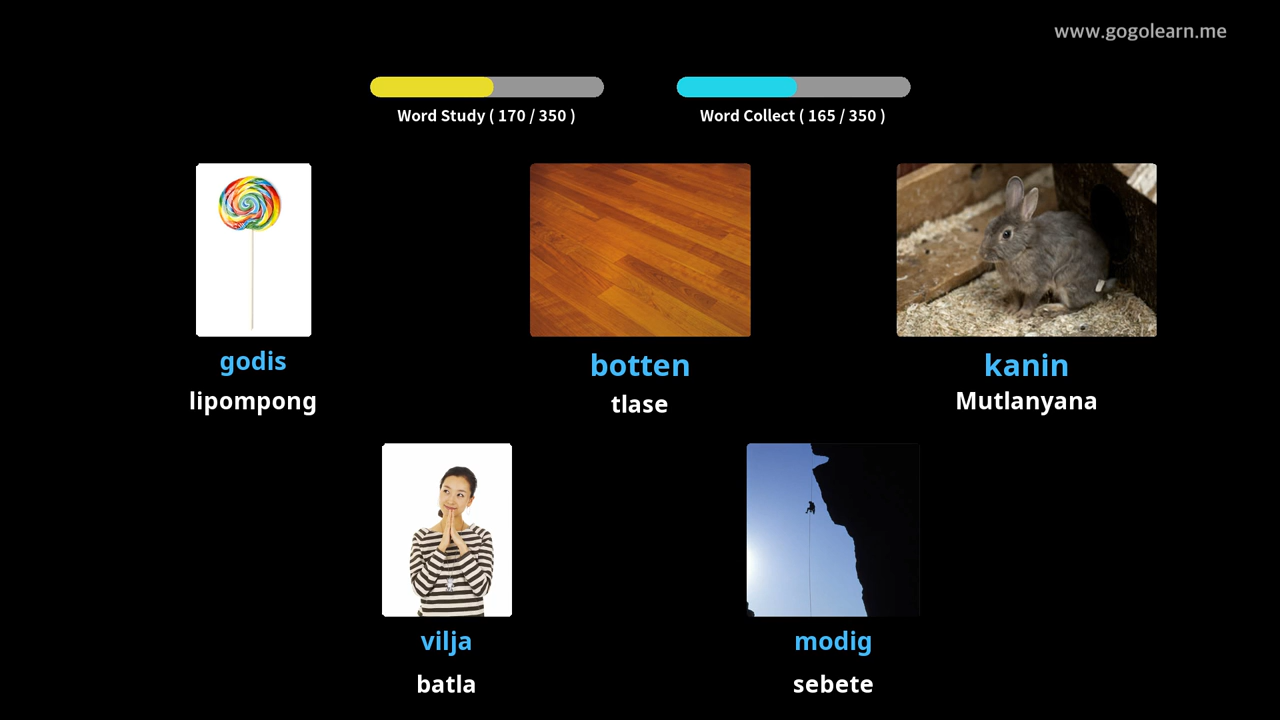 www.gogolearn.me
Word Study ( 170 / 350 )
Word Collect ( 165 / 350 )
godis
lipompong
botten
tlase
kanin
Mutlanyana
vilja
batla
modig
sebete